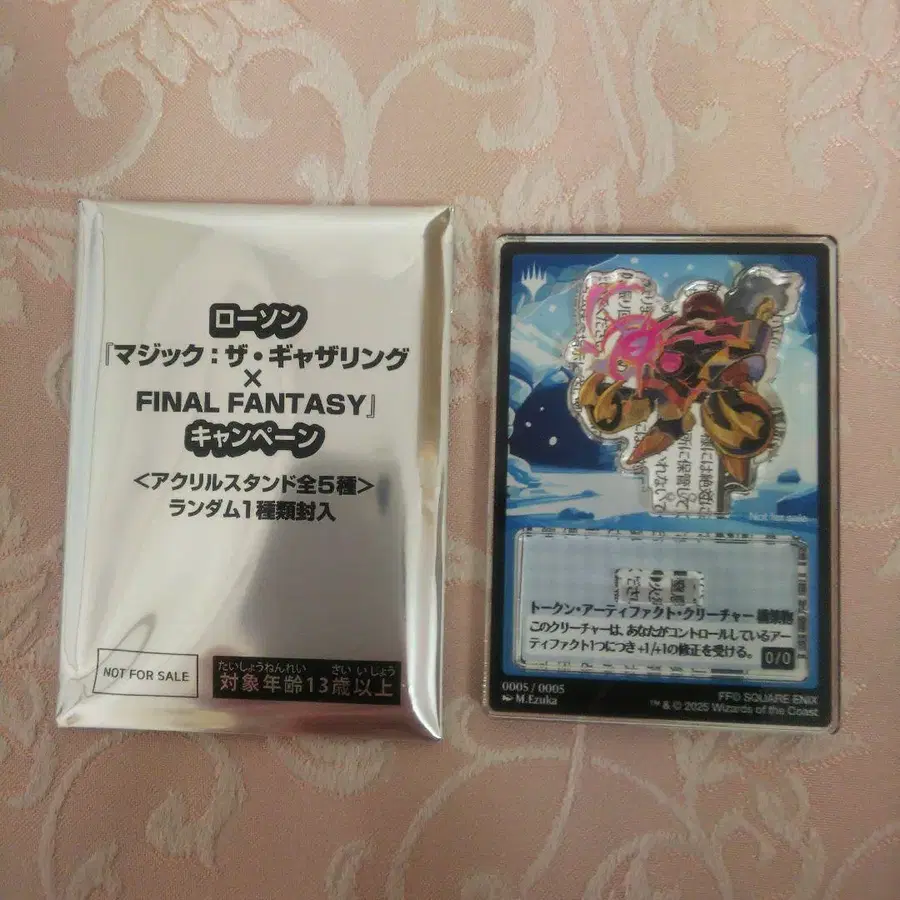 ローソン
『マジック：ザ・ギャザリング
×
FINAL FANTASY』
キャンペーン
<アクリルスタンド全5種>
ランダム1種類封入
NOT FOR SALE
たいしょうねんれい さい いじょう
対象年齢13歳以上
Not for sale
トークン・アーティファクト・クリーチャー 構築物
このクリーチャーは、あなたがコントロールしているアー
ティファクト1つにつき+1/+1の修正を受ける。
0/0
0005 / 0005
M.Ezuka
FF© SQUARE ENIX
™ & © 2025 Wizards of the Coast